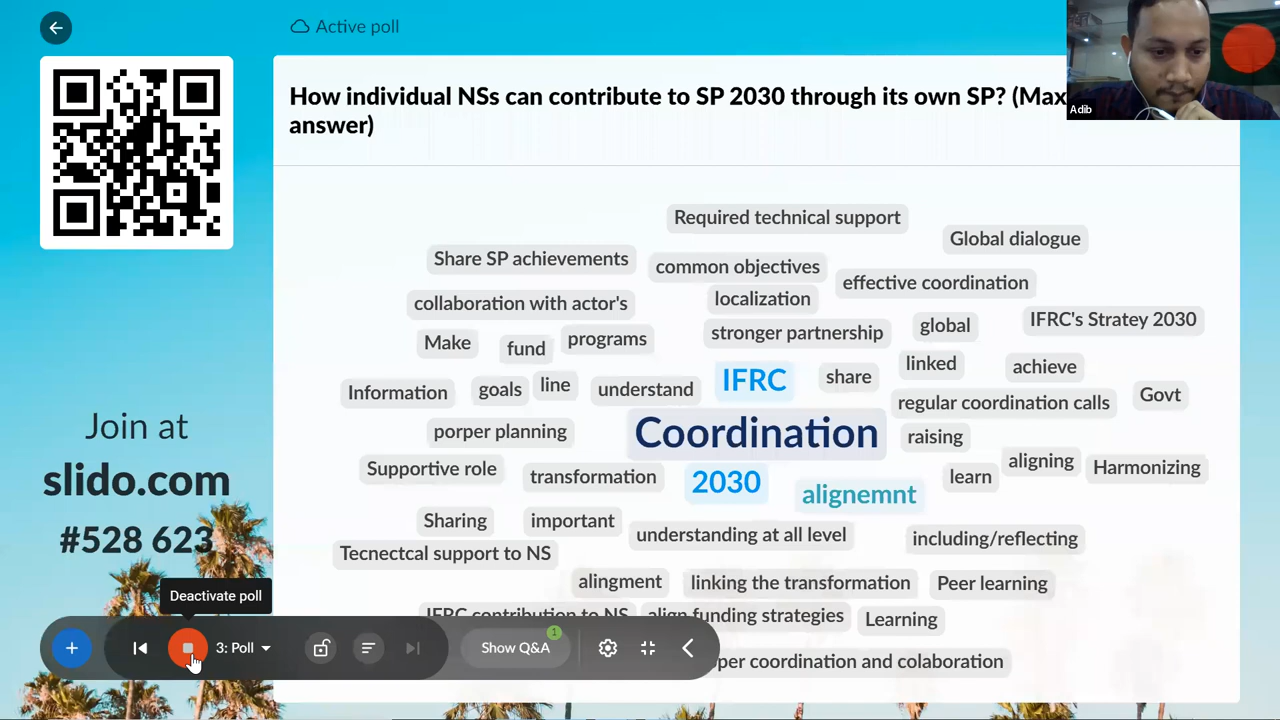 Active poll
Adib
How individual NSs can contribute to SP 2030 through its own SP? (Max
answer)
Required technical support
Global dialogue
Share SP achievements
common objectives
effective coordination
collaboration with actor's
localization
IFRC's Stratey 2030
Make
fund
programs
stronger partnership
global
linked
achieve
Information
goals
line
understand
IFRC
share
regular coordination calls
Govt
porper planning
Coordination
raising
Supportive role
transformation
2030
alignemnt
learn
aligning
Harmonizing
Sharing
important
understanding at all level
including/reflecting
Tecnectcal support to NS
alingment
linking the transformation
Peer learning
IFRC contribution to NS
align funding strategies
Learning
per coordination and colaboration
Join at
slido.com
#528 623
Deactivate poll
3: Poll
Show Q&A
1